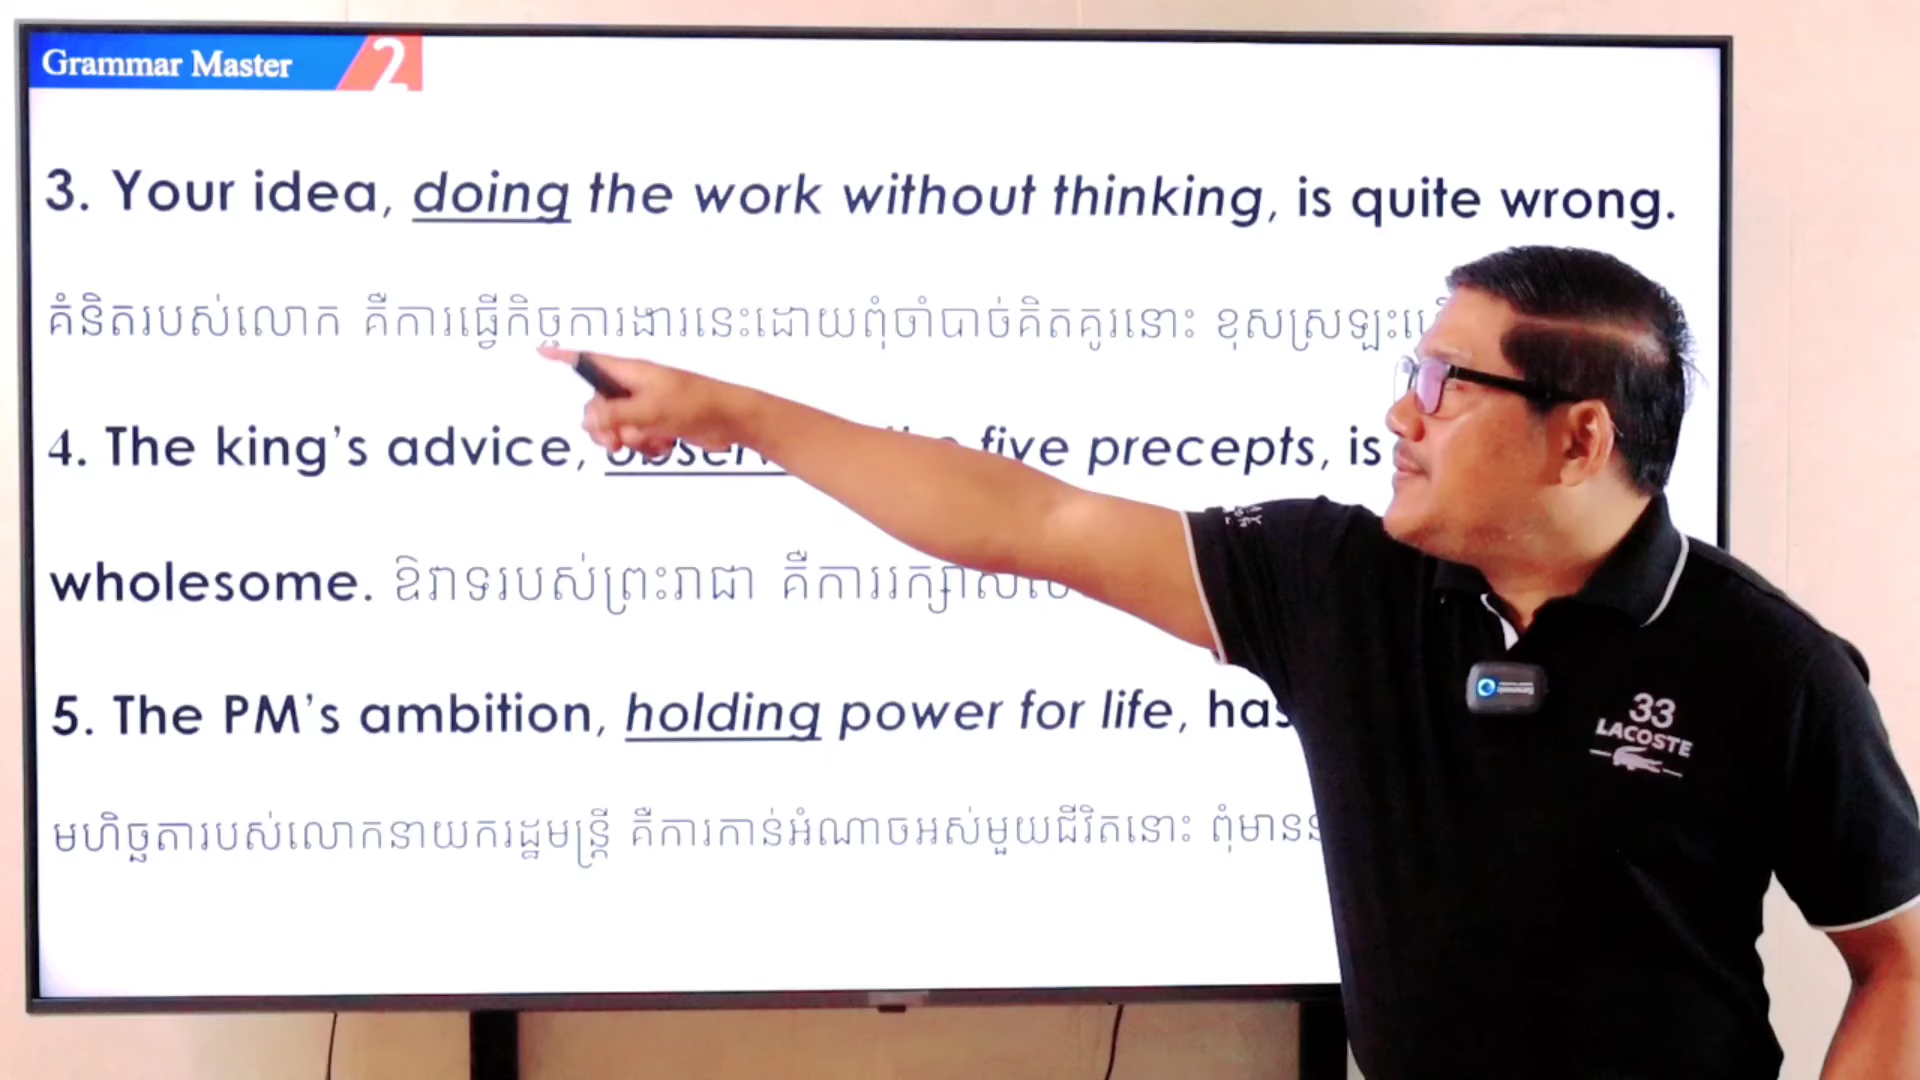 Grammar Master 2
3. Your idea, doing the work without thinking, is quite wrong.
គំនិតរបស់លោក គឺការធ្វើកិច្ចការងារនេះដោយពុំចាំបាច់គិតគូរនោះ ខុសស្រឡះ
4. The king's advice, five precepts, is
wholesome. ឱវាទរបស់ព្រះរាជា គឺការរក្សា
5. The PM's ambition, holding power for life, has
មហិច្ឆតារបស់លោកនាយករដ្ឋមន្ត្រី គឺការកាន់អំណាចអស់មួយជីវិតនោះ ពុំមាន
33
LACOSTE